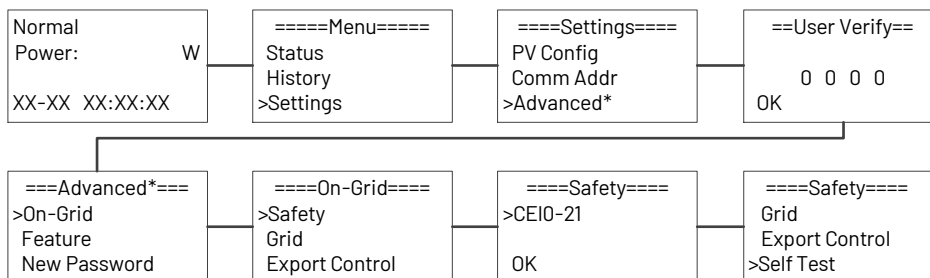 Normal
Power: W
XX-XX XX:XX:XX
=====Menu=====
Status
History
>Settings
====Settings====
PV Config
Comm Addr
>Advanced*
==User Verify==
0 0 0 0
OK
===Advanced*===
>On-Grid
Feature
New Password
====On-Grid====
>Safety
Grid
Export Control
====Safety====
>CEI0-21
OK
====Safety====
Grid
Export Control
>Self Test